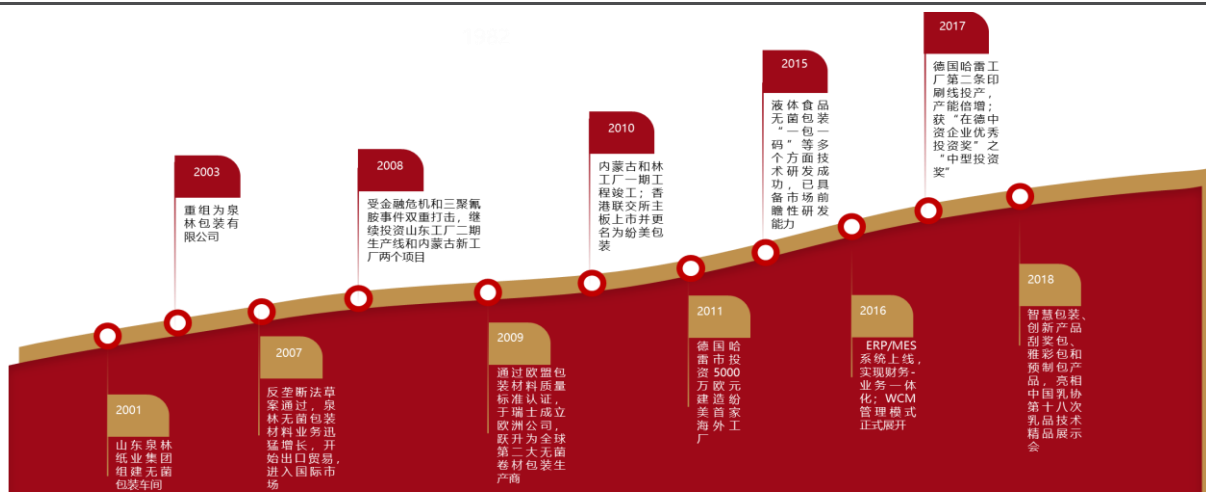 2001
山东泉林
纸业集团
组建无菌
包装车间
2003
重组为泉
林包装有
限公司
2007
反垄断法草
案通过，泉
林无菌包装
材料业务迅
猛增长，开
始出口贸易，
进入国际市
场
2008
受金融危机和三聚氰
胺事件双重打击，继
续投资山东工厂二期
生产线和内蒙古新工
厂两个项目
2009
通过欧盟包
装材料质量
标准认证，
于瑞士成立
欧洲公司，
跃升为全球
第二大无菌
卷材包装生
产商
2010
内蒙古和林
工厂一期工
程竣工；香
港联交所主
板上市并更
名为纷美包
装
2011
德国哈
雷市投
资5000
万欧元
建造纷
美首家
海外工
厂
2015
液体食品
无菌包装
“一包一
码”等多
个方面技
术研发成
功，已具
备市场前
瞻性研发
能力
2016
ERP/MES
系统上线，
实现财务-
业务一体
化；WCM
管理模式
正式展开
2017
德国哈雷工
厂第二条印
刷线投产，
产能倍增；
获“在德中
资企业优秀
投资奖”之
“中型投资
奖”
2018
智慧包装、
创新产品
刮奖包、
雅彩包和
预制包产
品，亮相
中国乳协
第十八次
乳品技术
精品展示
会